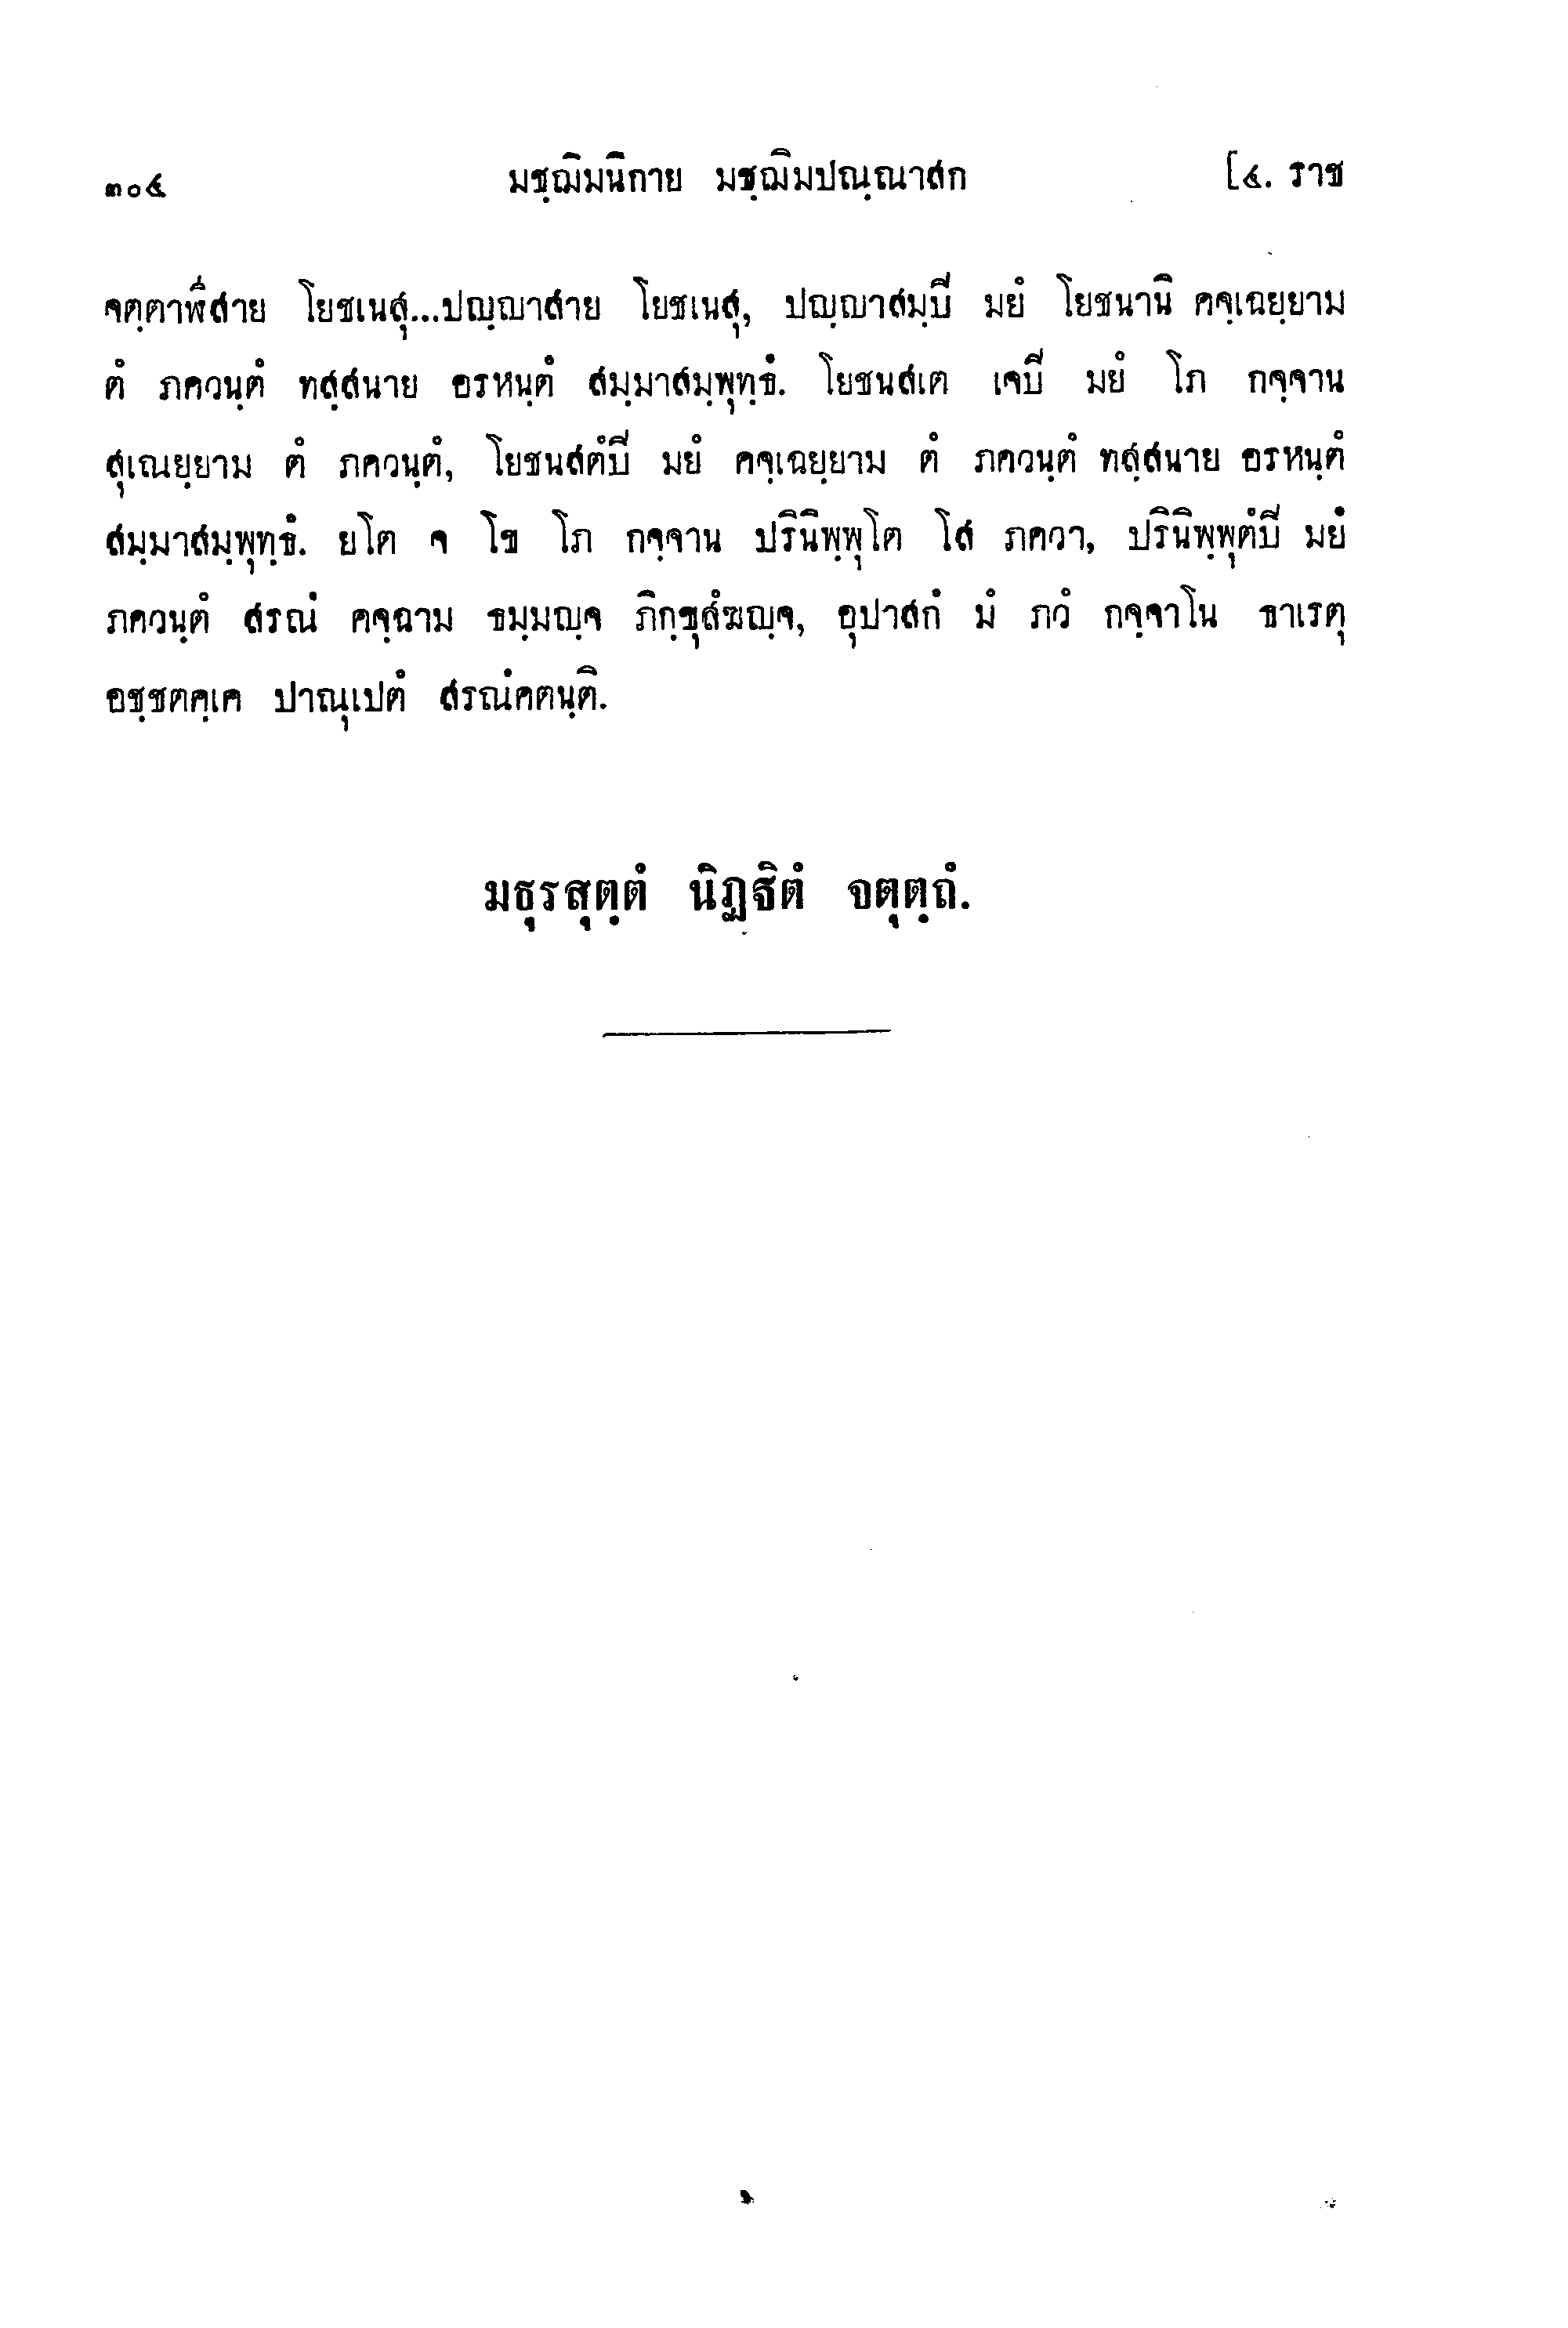 ๓๐๔ มชฺฌิมนิกาย มชฺฌิมปณฺณาสก [๔. ราช
จตฺตาฬีสาย โยชเนสุ...ปญฺญาสาย โยชเนสุ, ปญฺญาสมฺปิ มยํ โยชนานิ คจฺเฉยฺยาม
ตํ ภควนฺตํ ทสฺสนาย อรหนฺตํ สมฺมาสมฺพุทฺธํ. โยชนสเต เจปิ มยํ โภ กจฺจาน
สุเณยฺยาม ตํ ภควนฺตํ, โยชนสตํปิ มยํ คจฺเฉยฺยาม ตํ ภควนฺตํ ทสฺสนาย อรหนฺตํ
สมฺมาสมฺพุทฺธํ. ยโต จ โข โภ กจฺจาน ปรินิพฺพุโต โส ภควา, ปรินิพฺพุตํปิ มยํ
ภควนฺตํ สรณํ คจฺฉาม ธมฺมญฺจ ภิกฺขุสํฆญฺจ, อุปาสกํ มํ ภวํ กจฺจาโน ธาเรตุ
อชฺชตคฺเค ปาณุเปตํ สรณํคตนฺติ.
มธุรสุตฺตํ นิฏฺฐิตํ จตุตฺถํ.